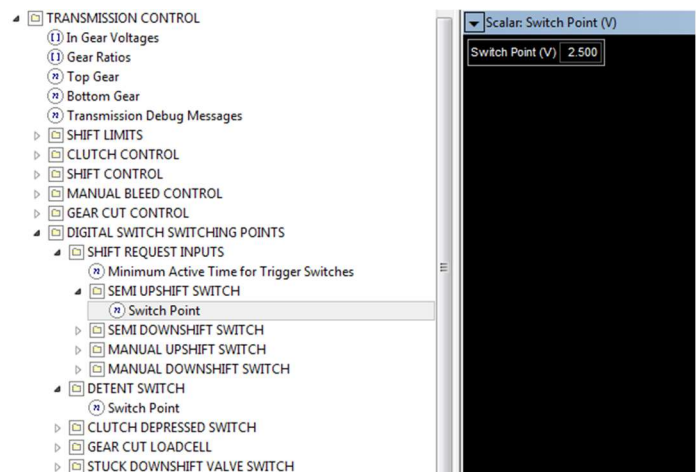 TRANSMISSION CONTROL
In Gear Voltages
Gear Ratios
Top Gear
Bottom Gear
Transmission Debug Messages
SHIFT LIMITS
CLUTCH CONTROL
SHIFT CONTROL
MANUAL BLEED CONTROL
GEAR CUT CONTROL
DIGITAL SWITCH SWITCHING POINTS
SHIFT REQUEST INPUTS
Minimum Active Time for Trigger Switches
SEMI UPSHIFT SWITCH
Switch Point
SEMI DOWNSHIFT SWITCH
MANUAL UPSHIFT SWITCH
MANUAL DOWNSHIFT SWITCH
DETENT SWITCH
Switch Point
CLUTCH DEPRESSED SWITCH
GEAR CUT LOADCELL
STUCK DOWNSHIFT VALVE SWITCH
Scalar: Switch Point (V)
Switch Point (V) 2.500